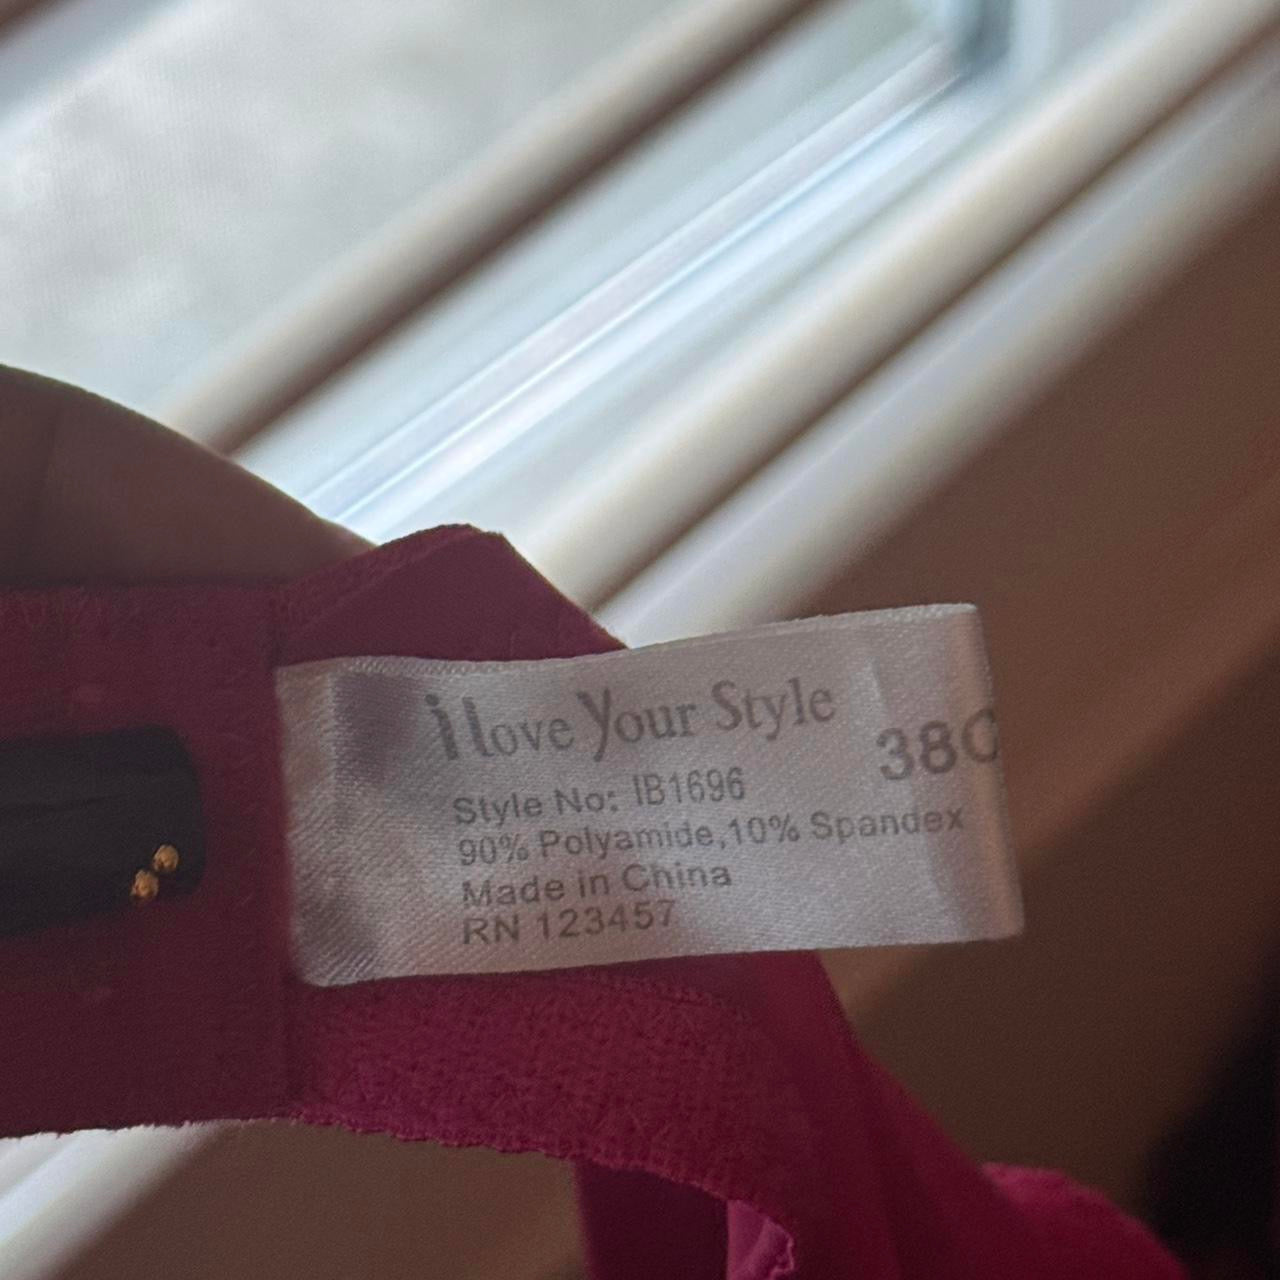 i love Your Style
38C
Style No: IB1696
90% Polyamide,10% Spandex
Made in China
RN 123457